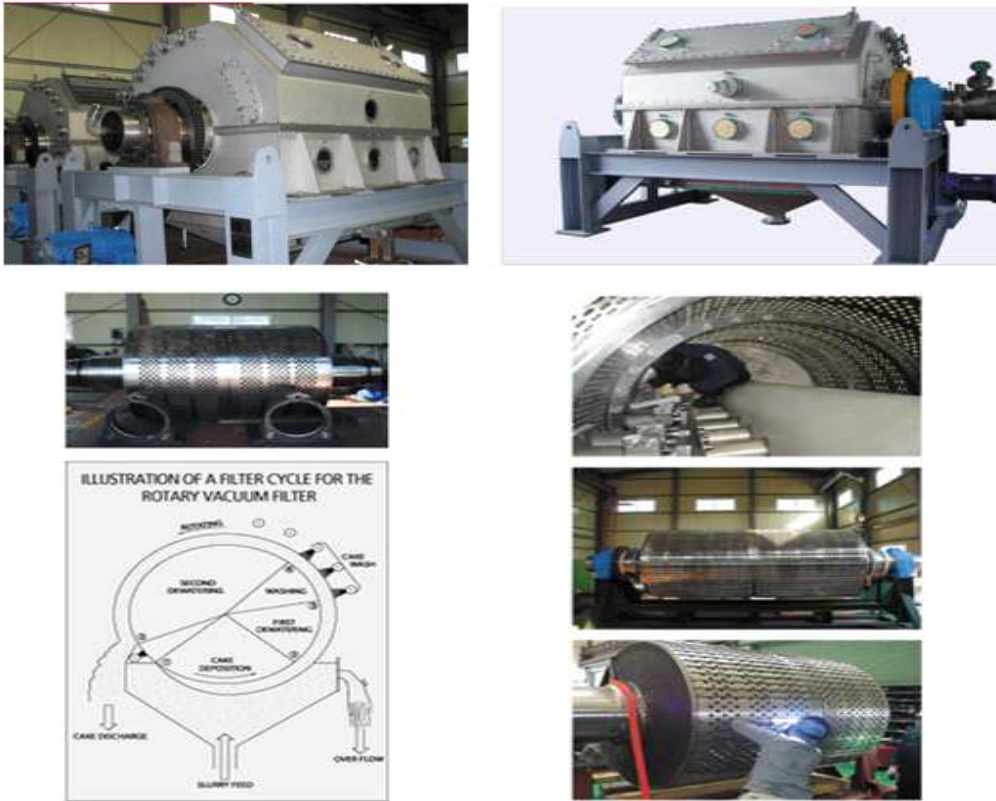 ILLUSTRATION OF A FILTER CYCLE FOR THE
ROTARY VACUUM FILTER
ROTATING
CAKE
WASH
SECOND
DEWATERING
WASHING
FIRST
DEWATERING
CAKE
DEPOSITION
CAKE DISCHARGE
OVER FLOW
SLURRY FEED